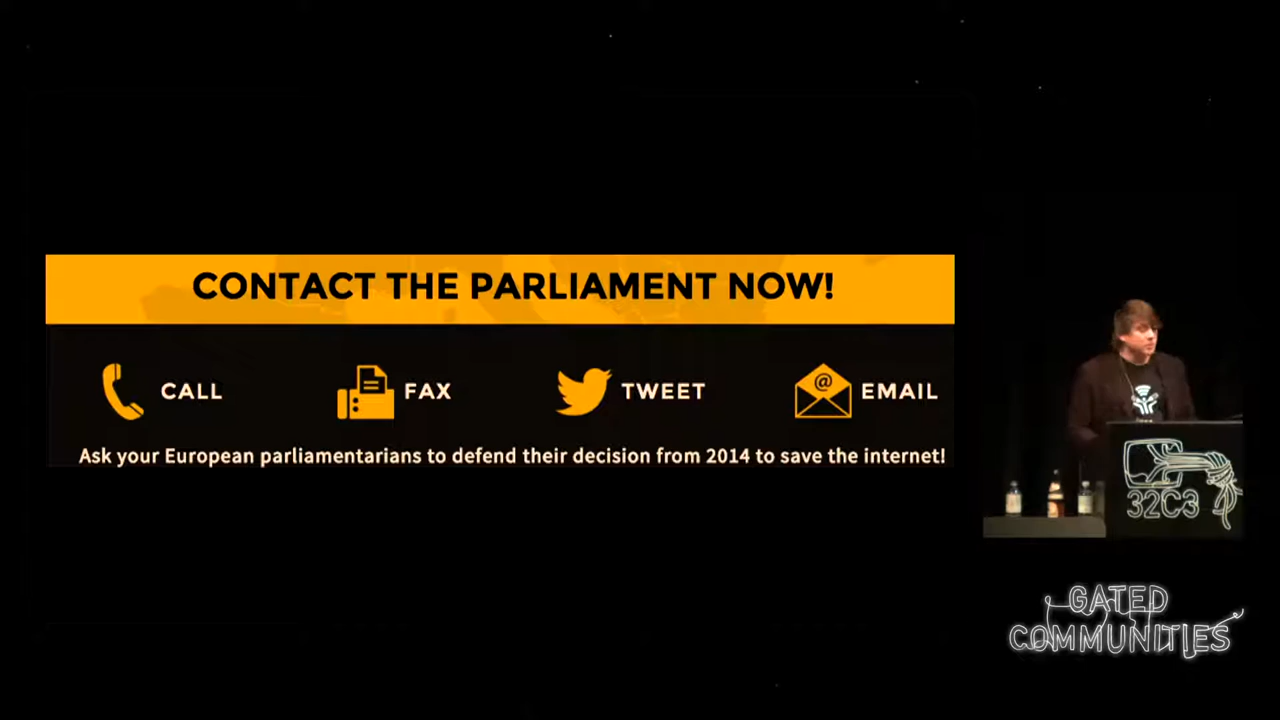 CONTACT THE PARLIAMENT NOW!
CALL
FAX
TWEET
EMAIL
Ask your European parliamentarians to defend their decision from 2014 to save the internet!
32C3
GATED
COMMUNITIES